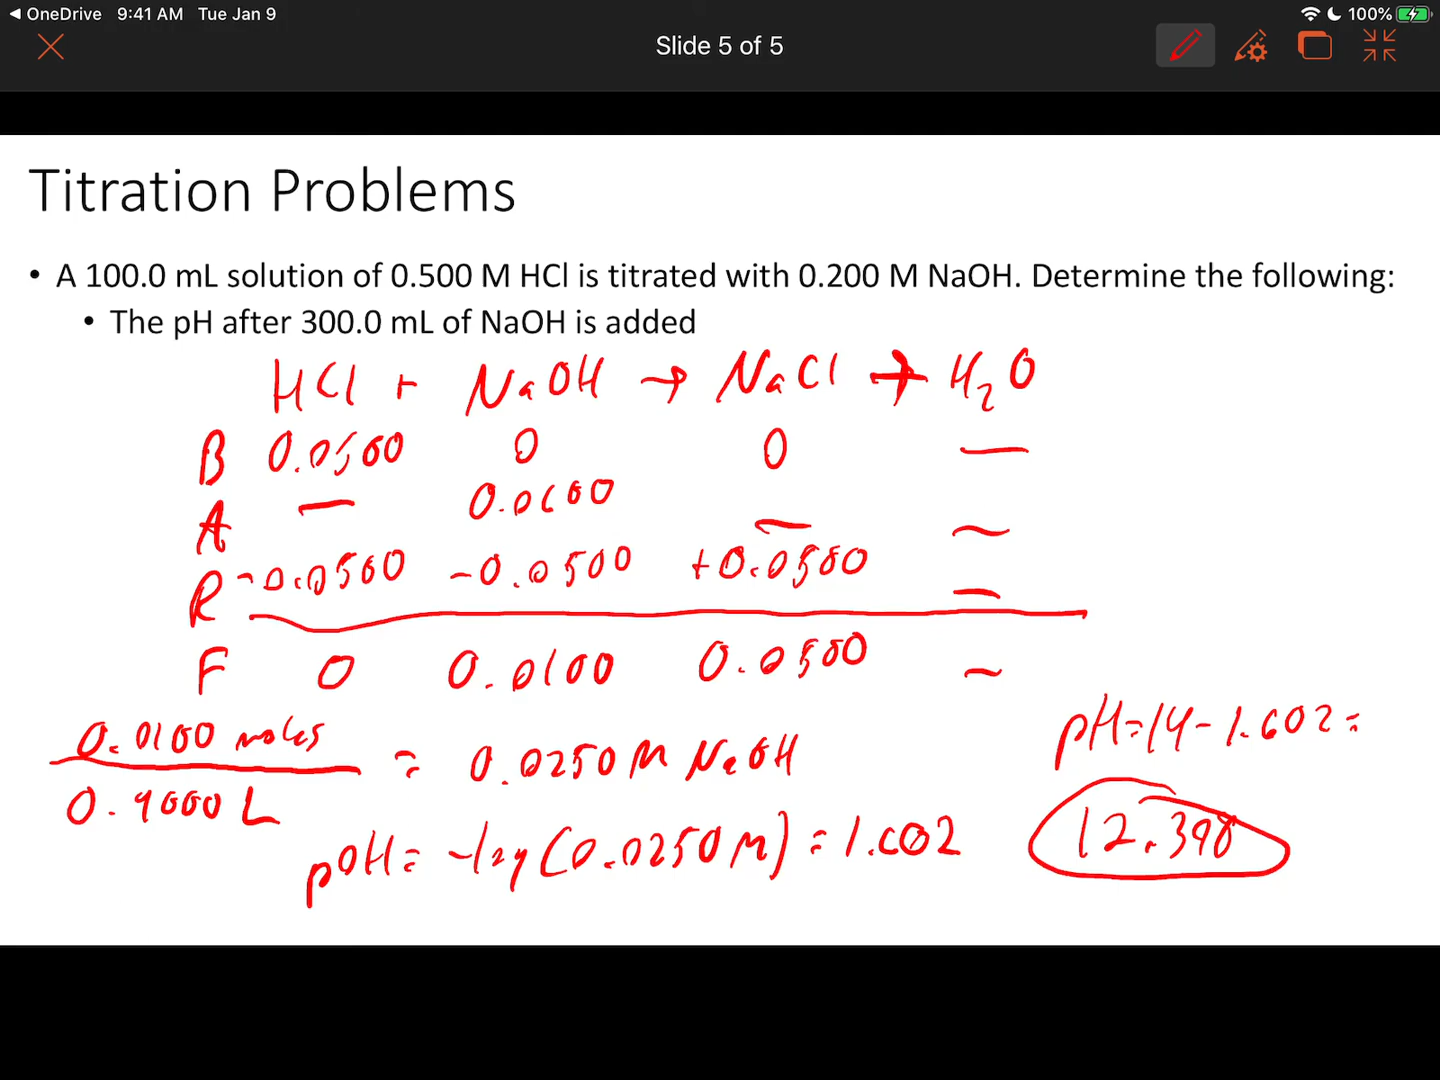 OneDrive 9:41 AM Tue Jan 9 100%
Slide 5 of 5
Titration Problems
• A 100.0 mL solution of 0.500 M HCl is titrated with 0.200 M NaOH. Determine the following:
• The pH after 300.0 mL of NaOH is added
HCl + NaOH → NaCl + H2O
B 0.0500 0 0 —
A — 0.0600 — —
R -0.0500 -0.0500 +0.0500 —
F 0 0.0100 0.0500 —
0.0100 moles
0.4000 L
= 0.0250 M NaOH
pOH = -log(0.0250 M) = 1.602
pH = 14 - 1.602 =
12.398